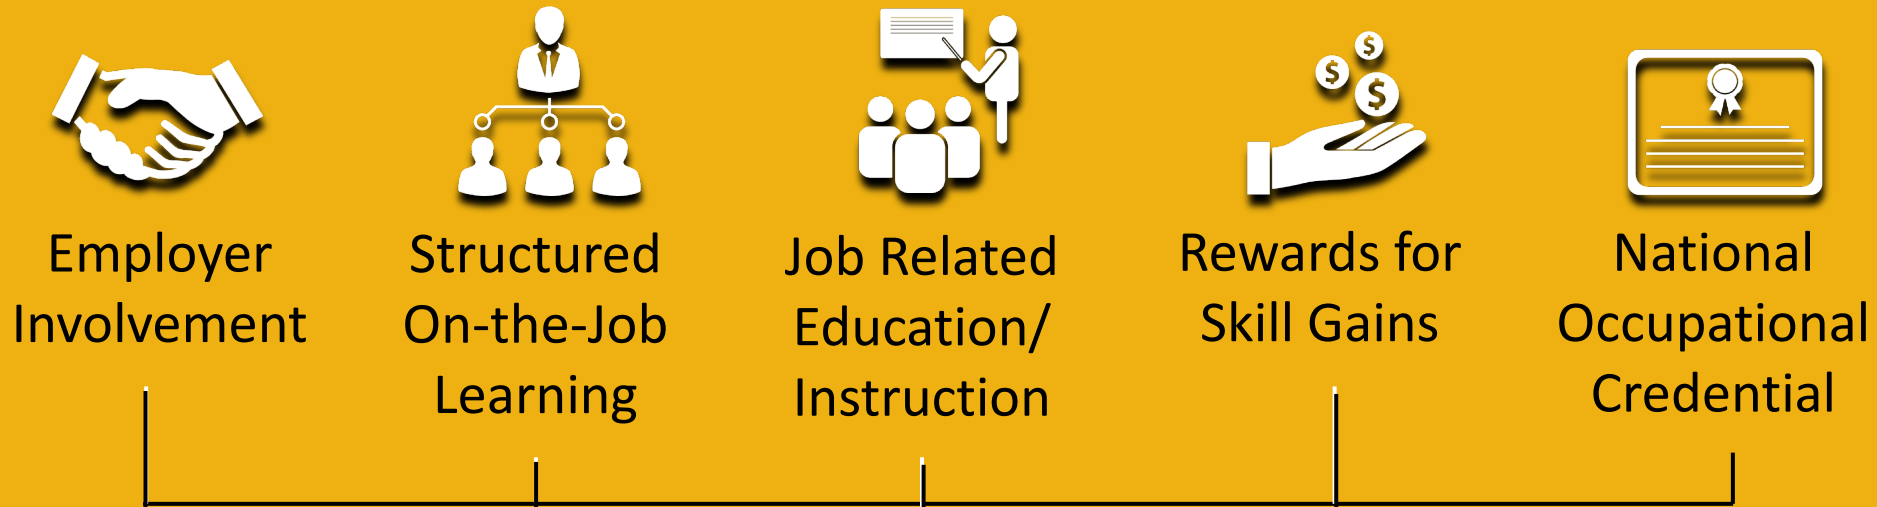 Employer
Involvement
Structured
On-the-Job
Learning
Job Related
Education/
Instruction
$
$
$
Rewards for
Skill Gains
National
Occupational
Credential